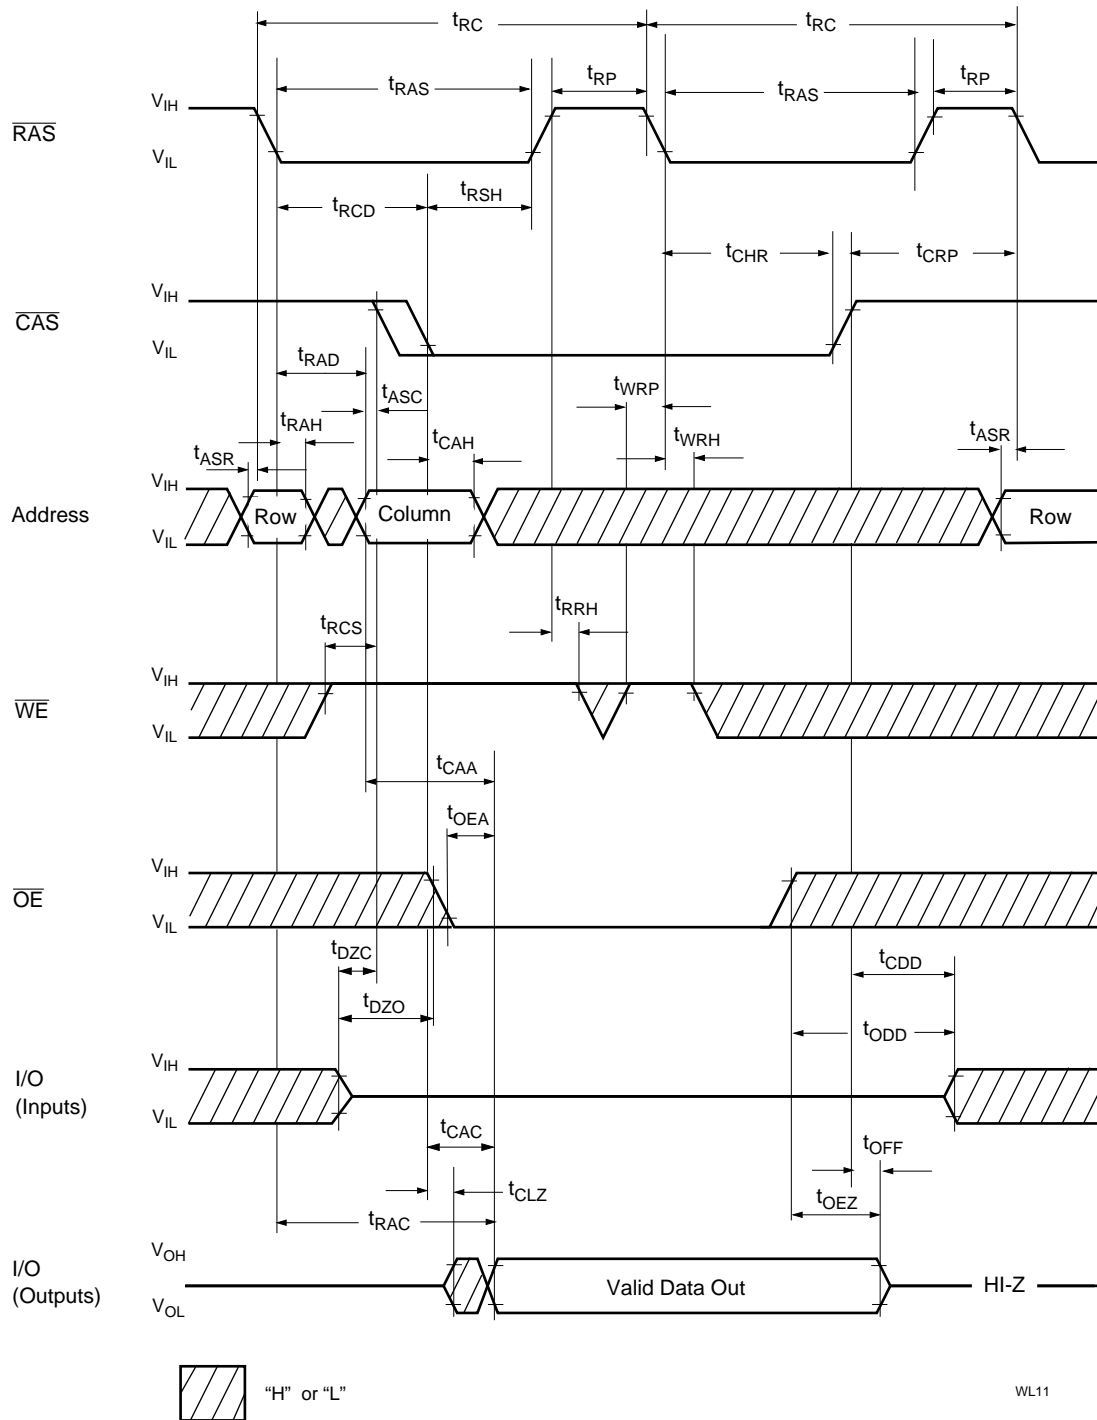 tRC tRC
tRAS tRP tRAS tRP
VIH
RAS
VIL
tRCD tRSH
tCHR tCRP
VIH
CAS
VIL
tRAD
tASC tWRP
tRAH tCAH tWRH
tASR tASR
VIH
Address Row Column Row
VIL
tRRH
tRCS
VIH
WE
VIL
tCAA
tOEA
VIH
OE
VIL
tDZC tCDD
tDZO tODD
VIH
I/O
(Inputs)
VIL
tCAC tOFF
tCLZ tOEZ
tRAC
VOH
I/O
(Outputs) Valid Data Out HI-Z
VOL
“H” or “L”
WL11